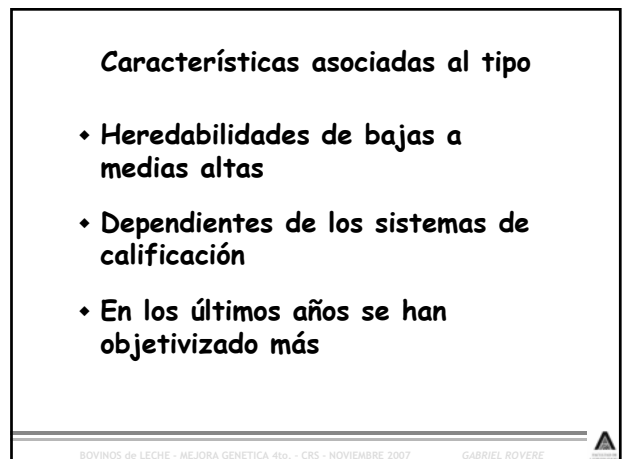 Características asociadas al tipo
◆ Heredabilidades de bajas a
medias altas
◆ Dependientes de los sistemas de
calificación
◆ En los últimos años se han
objetivizado más
BOVINOS de LECHE - MEJORA GENETICA 4to. - CRS - NOVIEMBRE 2007 GABRIEL ROVERE